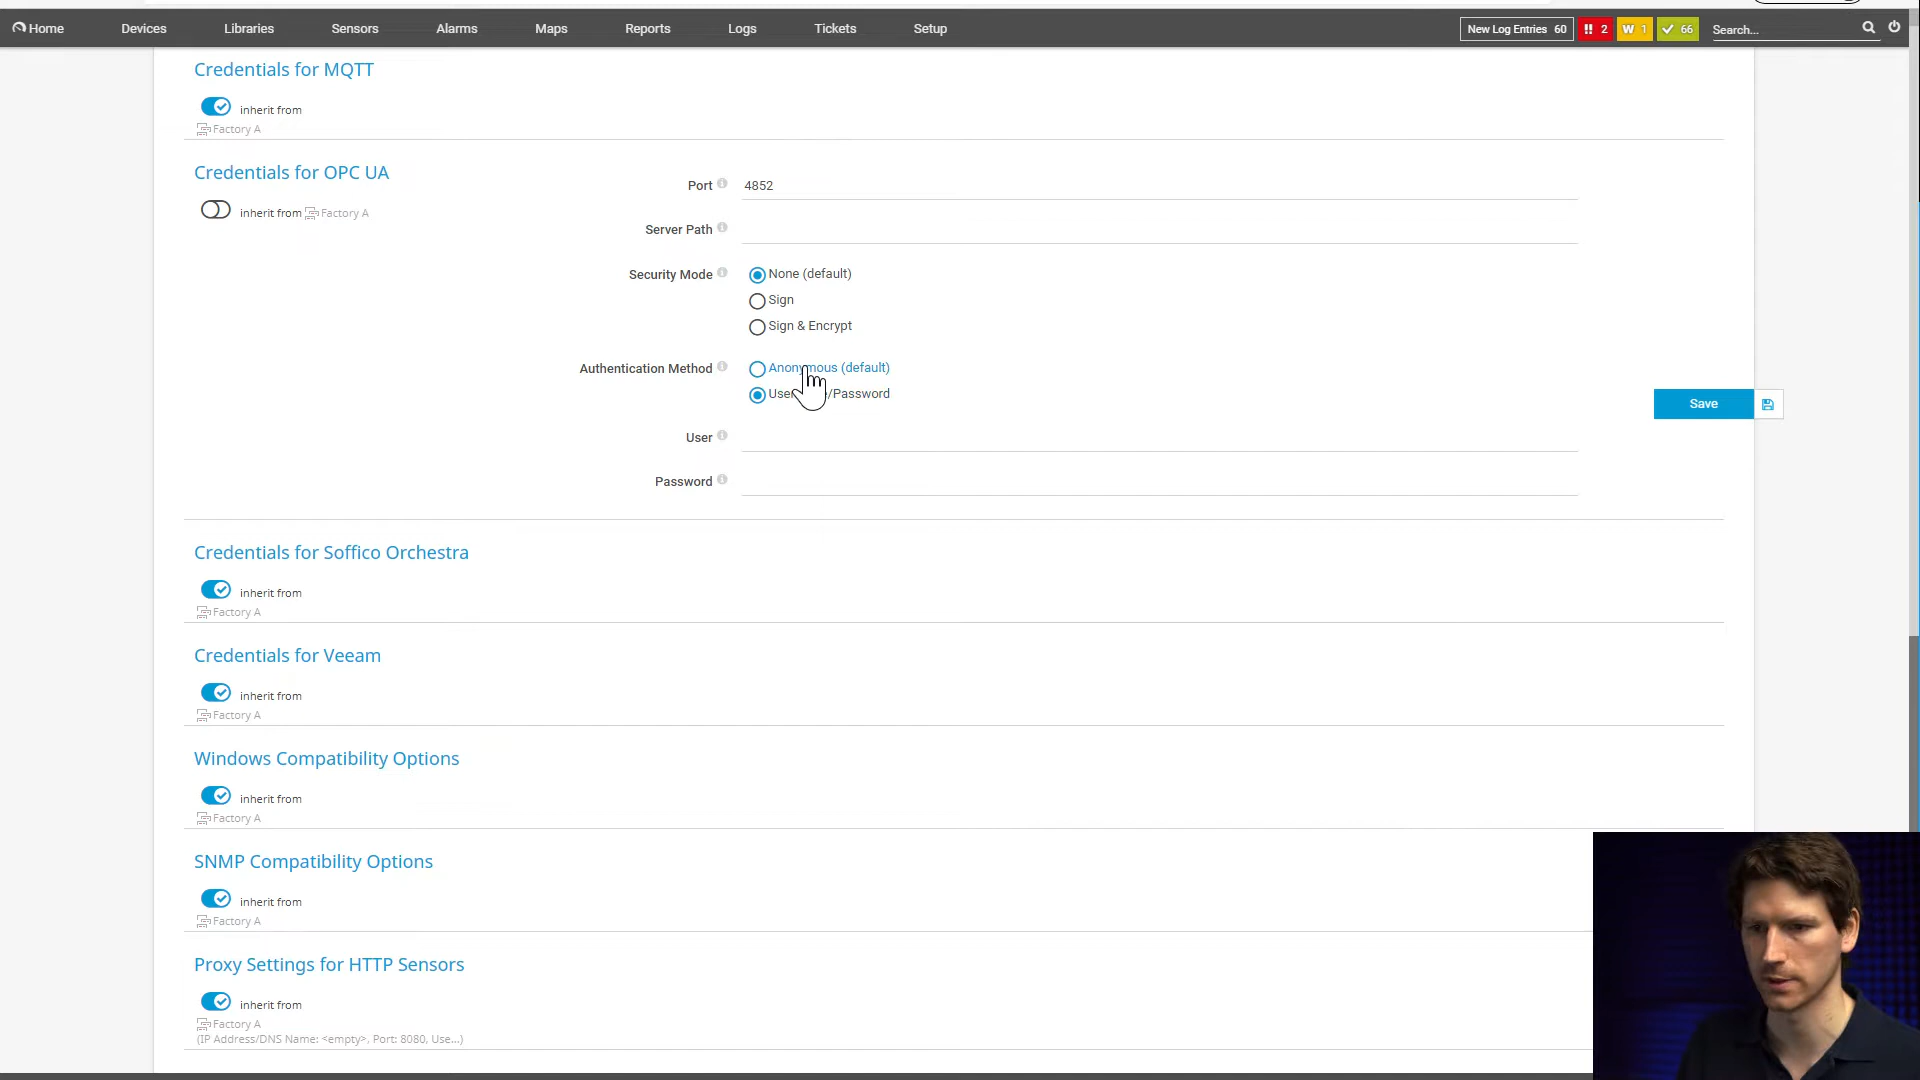 Home Devices Libraries Sensors Alarms Maps Reports Logs Tickets Setup New Log Entries 60 !! 2 W 1 66 Search...
Credentials for MQTT
inherit from
Factory A
Credentials for OPC UA
inherit from Factory A
Port 4852
Server Path
Security Mode None (default)
Sign
Sign & Encrypt
Authentication Method Anonymous (default)
User /Password
Save
User
Password
Credentials for Soffico Orchestra
inherit from
Factory A
Credentials for Veeam
inherit from
Factory A
Windows Compatibility Options
inherit from
Factory A
SNMP Compatibility Options
inherit from
Factory A
Proxy Settings for HTTP Sensors
inherit from
Factory A
(IP Address/DNS Name: <empty>, Port: 8080, Use...)